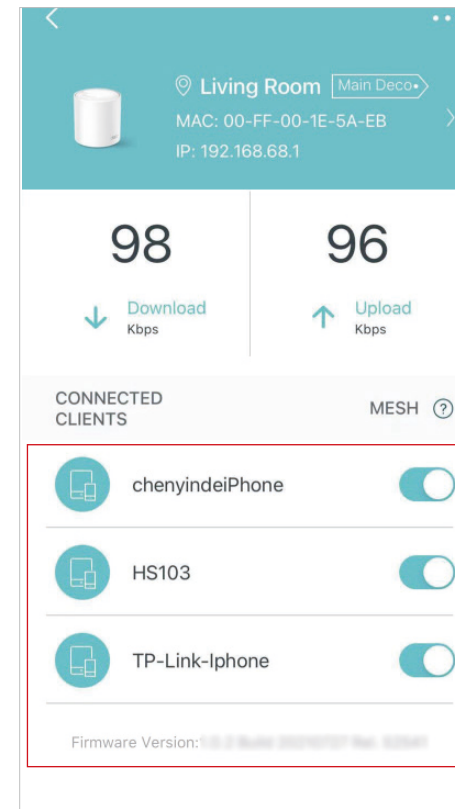 Living Room Main Deco
MAC: 00-FF-00-1E-5A-EB
IP: 192.168.68.1
98 96
Download Upload
Kbps Kbps
CONNECTED
CLIENTS
MESH ?
chenyindeiPhone
HS103
TP-Link-Iphone
Firmware Version: